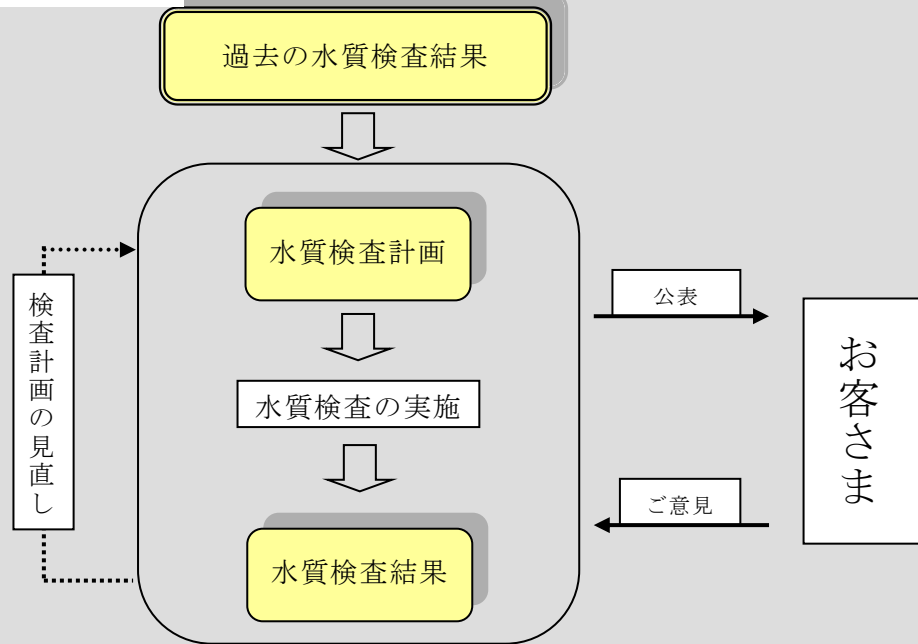 過去の水質検査結果
水質検査計画
検査計画の見直し
公表
お客さま
水質検査の実施
ご意見
水質検査結果